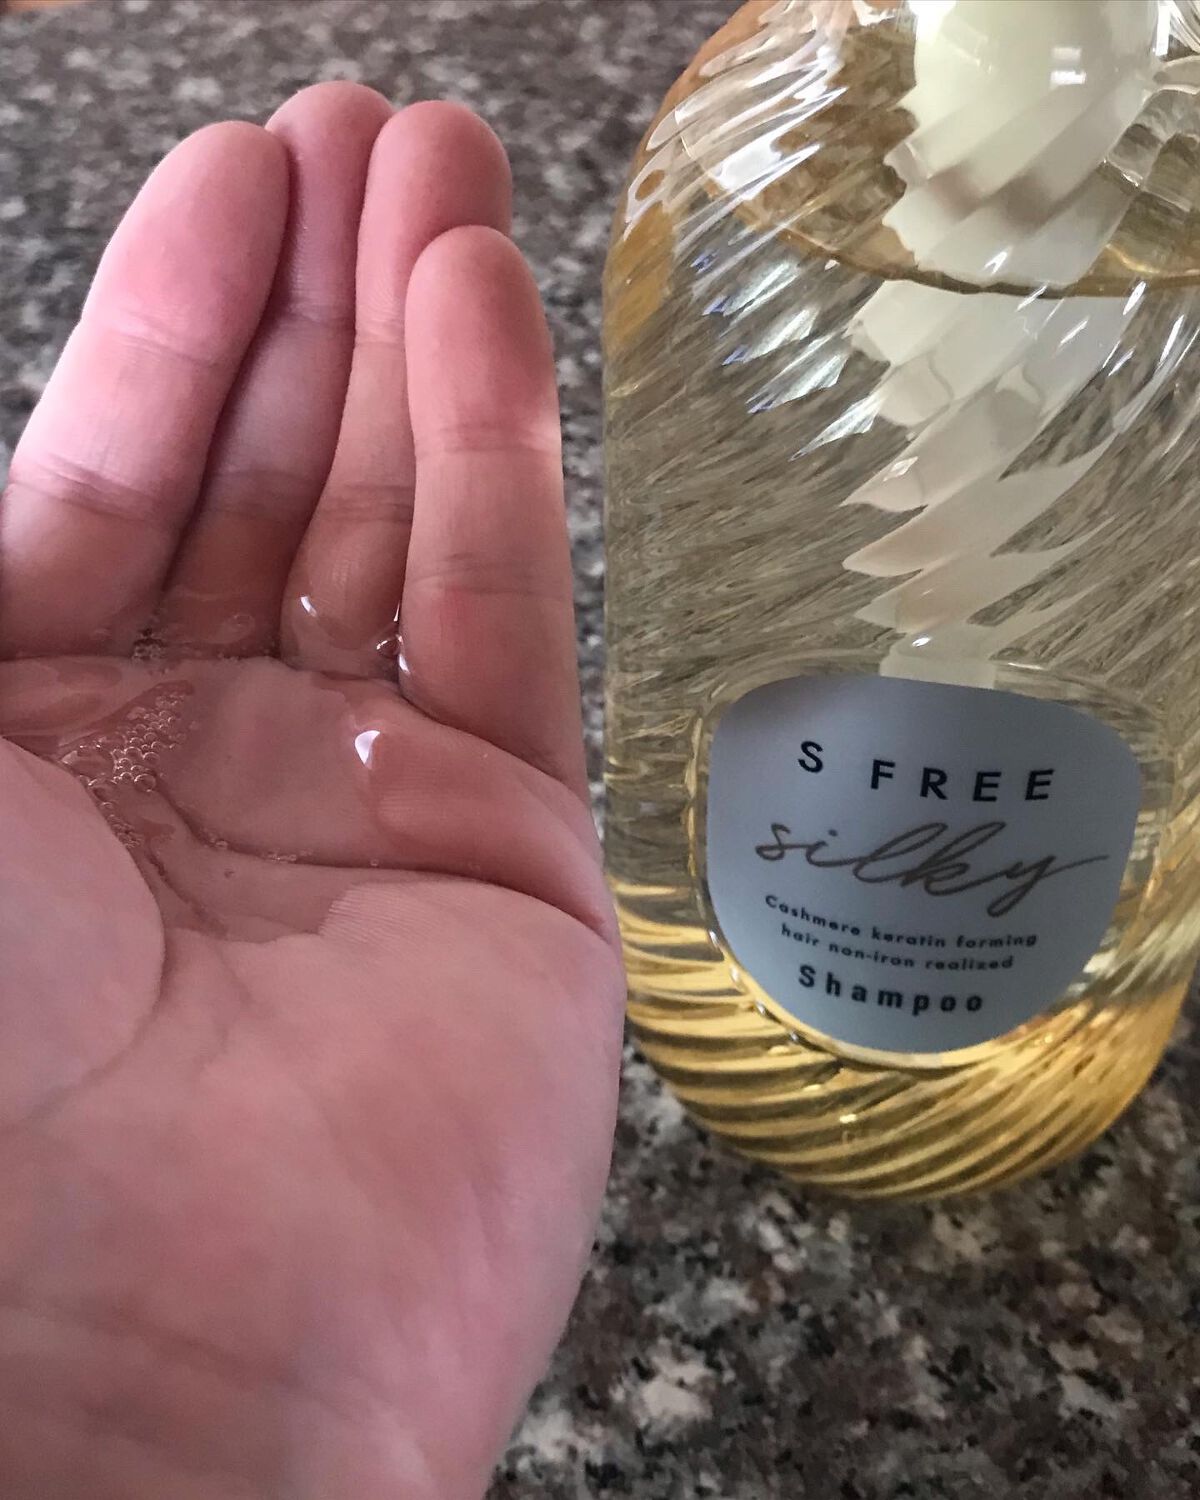 S FREE
silky
Cashmere keratin forming
hair non-iron realized
Shampoo